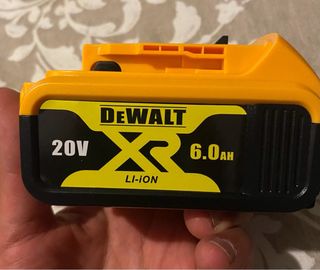 DEWALT
20V XR 6.0AH
LI-ION